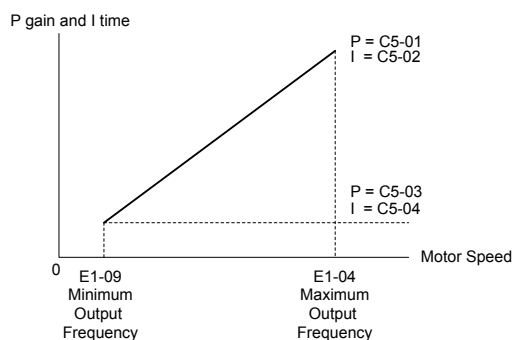 P gain and I time
P = C5-01
I = C5-02
P = C5-03
I = C5-04
Motor Speed
0
E1-09
Minimum
Output
Frequency
E1-04
Maximum
Output
Frequency